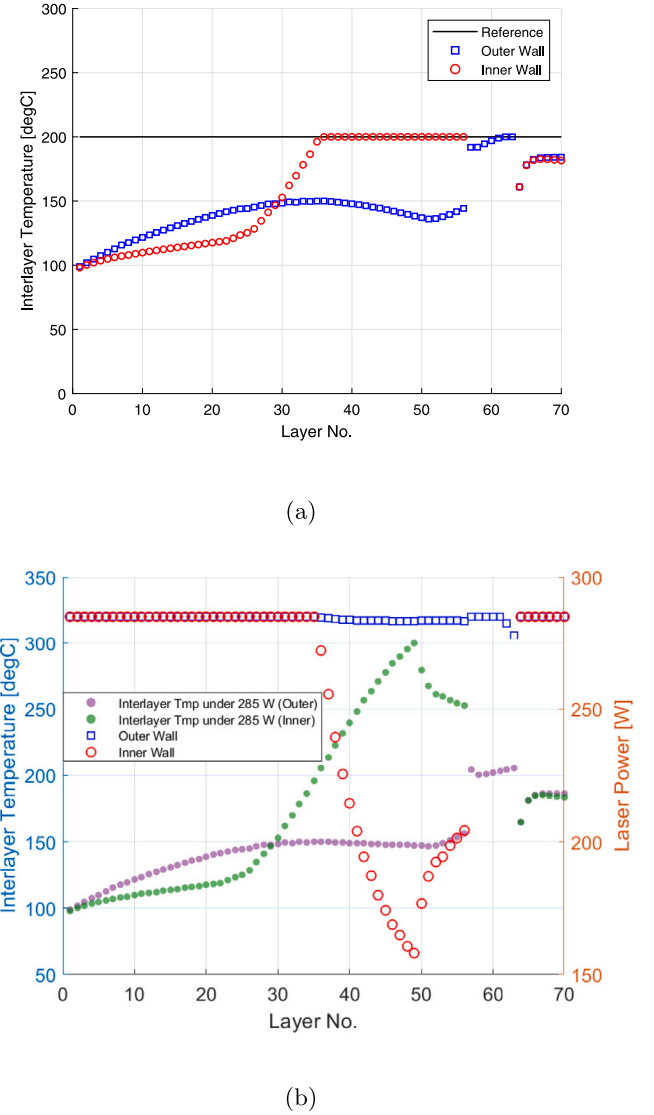 300
250
200
150
100
50
0
Interlayer Temperature [degC]
Reference
Outer Wall
Inner Wall
0 10 20 30 40 50 60 70
Layer No.
(a)
350
300
250
200
150
100
50
Interlayer Temperature [degC]
Interlayer Tmp under 285 W (Outer)
Interlayer Tmp under 285 W (Inner)
Outer Wall
Inner Wall
300
250
200
150
Laser Power [W]
0 10 20 30 40 50 60 70
Layer No.
(b)